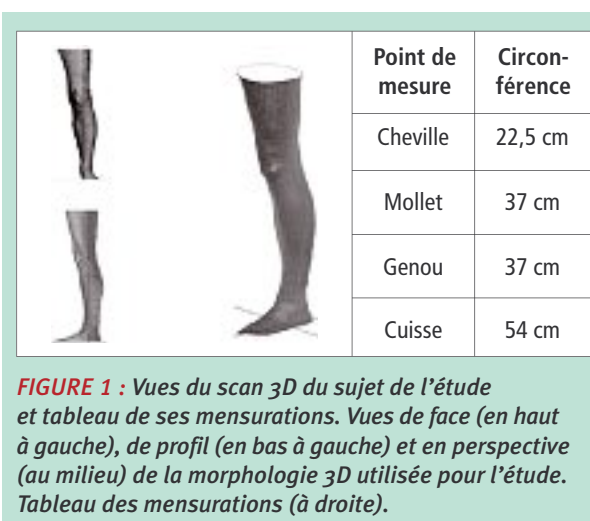 Point de mesure Circon-férence
Cheville 22,5 cm
Mollet 37 cm
Genou 37 cm
Cuisse 54 cm
FIGURE 1 : Vues du scan 3D du sujet de l’étude
et tableau de ses mensurations. Vues de face (en haut
à gauche), de profil (en bas à gauche) et en perspective
(au milieu) de la morphologie 3D utilisée pour l’étude.
Tableau des mensurations (à droite).